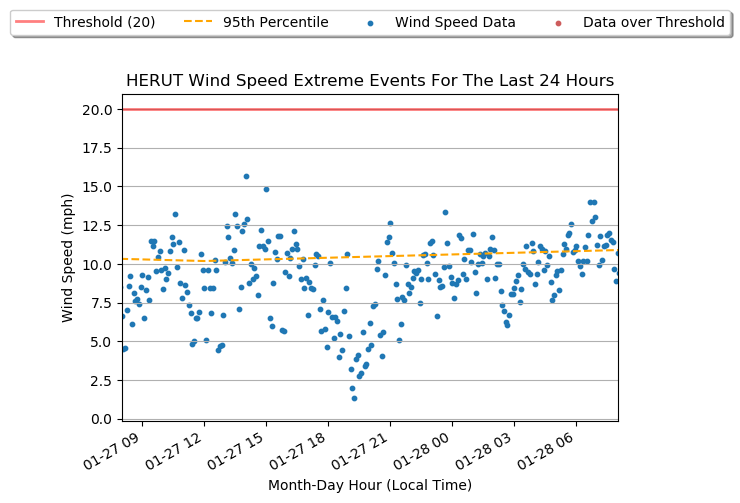 Threshold (20) 95th Percentile Wind Speed Data Data over Threshold
HERUT Wind Speed Extreme Events For The Last 24 Hours
20.0
17.5
15.0
12.5
10.0
7.5
5.0
2.5
0.0
Wind Speed (mph)
01-27 09 01-27 12 01-27 15 01-27 18 01-27 21 01-28 00 01-28 03 01-28 06
Month-Day Hour (Local Time)